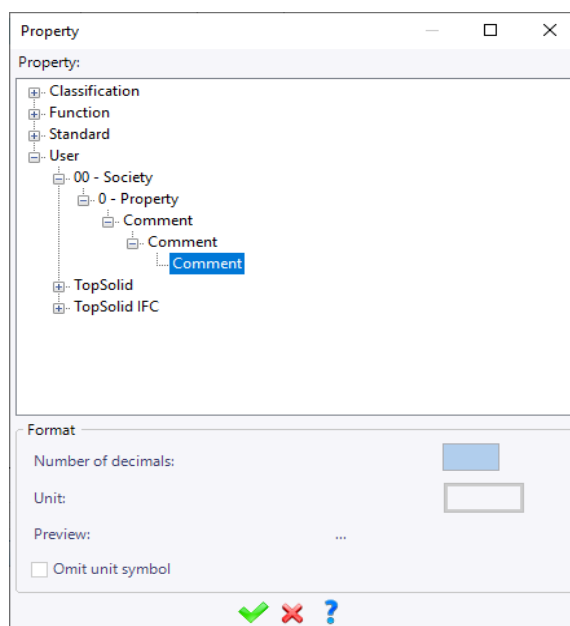 Property
Property:
Classification
Function
Standard
User
00 - Society
0 - Property
Comment
Comment
Comment
TopSolid
TopSolid IFC
Format
Number of decimals:
Unit:
Preview: ...
Omit unit symbol